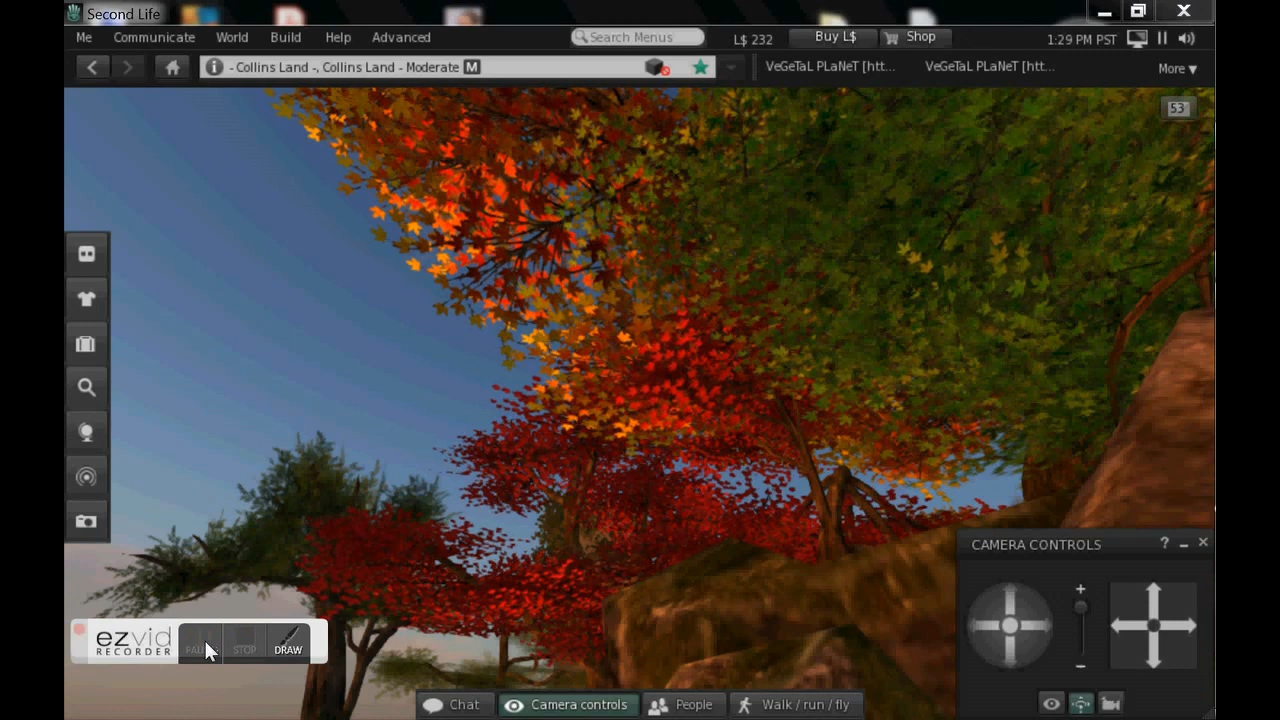 Second Life
Me Communicate World Build Help Advanced Search Menus L$ 232 Buy L$ Shop 1:29 PM PST
- Collins Land -, Collins Land - Moderate M VeGeTaL PLaNeT [htt... VeGeTaL PLaNeT [htt... More
53
CAMERA CONTROLS ? X
ezvid
RECORDER
STOP DRAW
Chat Camera controls People Walk / run / fly